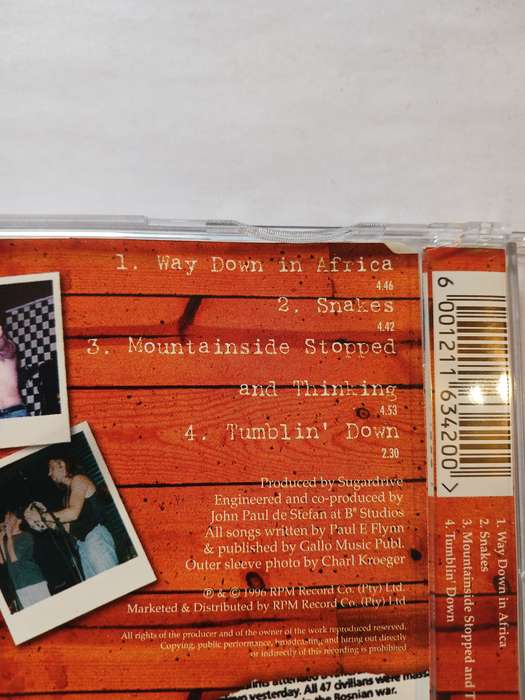 1. Way Down in Africa
4.46
2. Snakes
4.42
3. Mountainside Stopped
and Thinking
4.53
4. Tumblin' Down
2.30
Produced by Sugardrive
Engineered and co-produced by
John Paul de Stefan at B# Studios
All songs written by Paul E Flynn
& published by Gallo Music Publ.
Outer sleeve photo by Charl Kroeger
℗ & © 1996 RPM Record Co. (Pty) Ltd.
Marketed & Distributed by RPM Record Co. (Pty) Ltd
All rights of the producer and of the owner of the work reproduced reserved.
Copying, public performance, broadcasting, and hiring out directly
or indirectly of this recording is prohibited
yesterday. All 47 civilians were mass
the Bosnian war.
6 001211 634200 >
1. Way Down in Africa
2. Snakes
3. Mountainside Stopped and T
4. Tumblin' Down